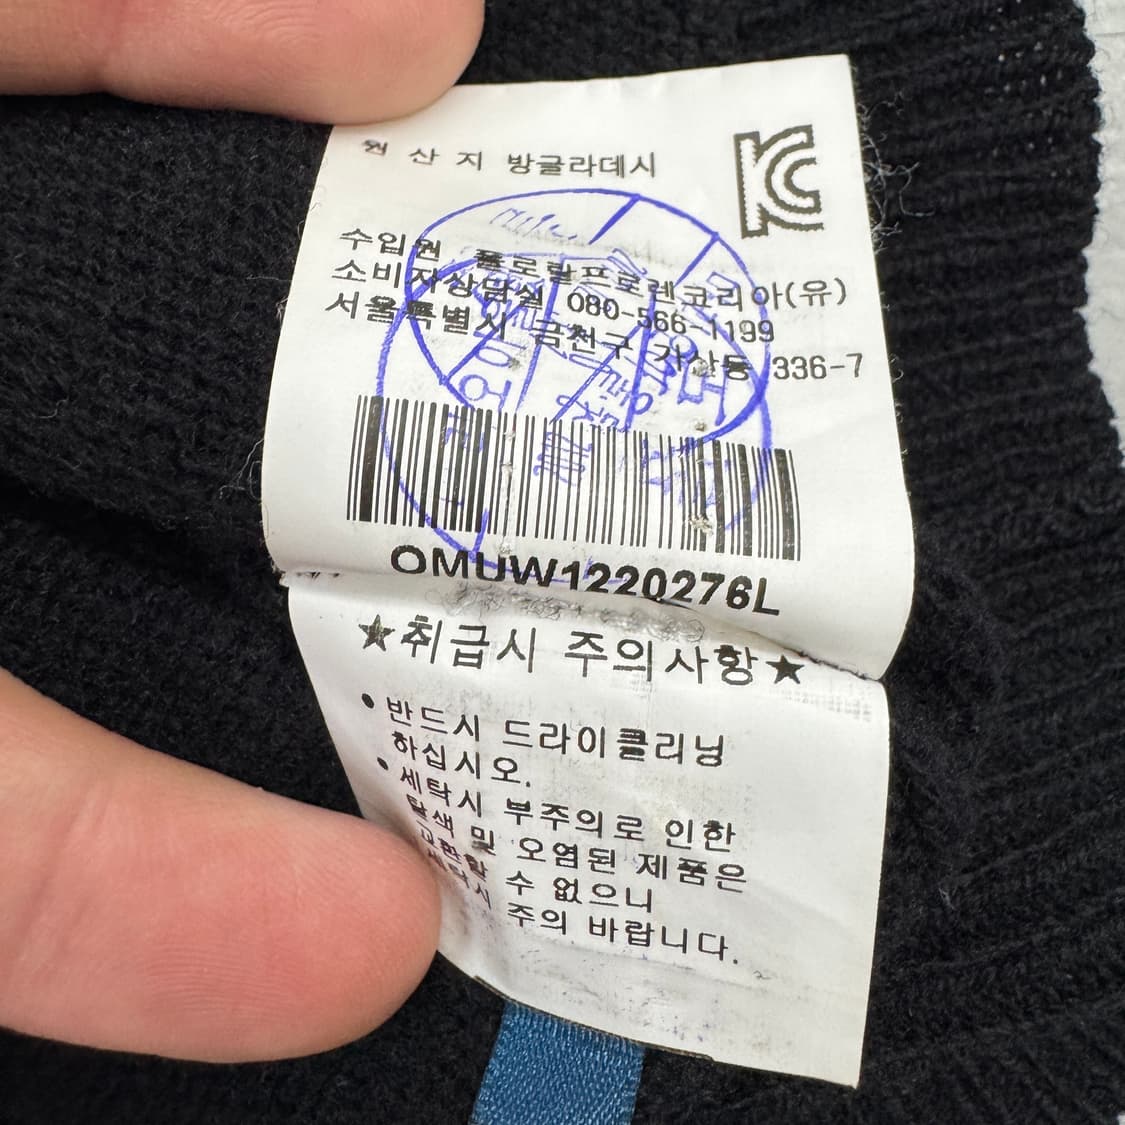 원 산 지 방글라데시
KC
수입원 플로랄프로렌코리아(유)
소비자상담실 080-566-1199
서울특별시 금천구 가산동 336-7
OMUW1220276L
★취급시 주의사항★
• 반드시 드라이클리닝
하십시오.
• 세탁시 부주의로 인한
탈색 및 오염된 제품은
교환할 수 없으니
세탁시 주의 바랍니다.